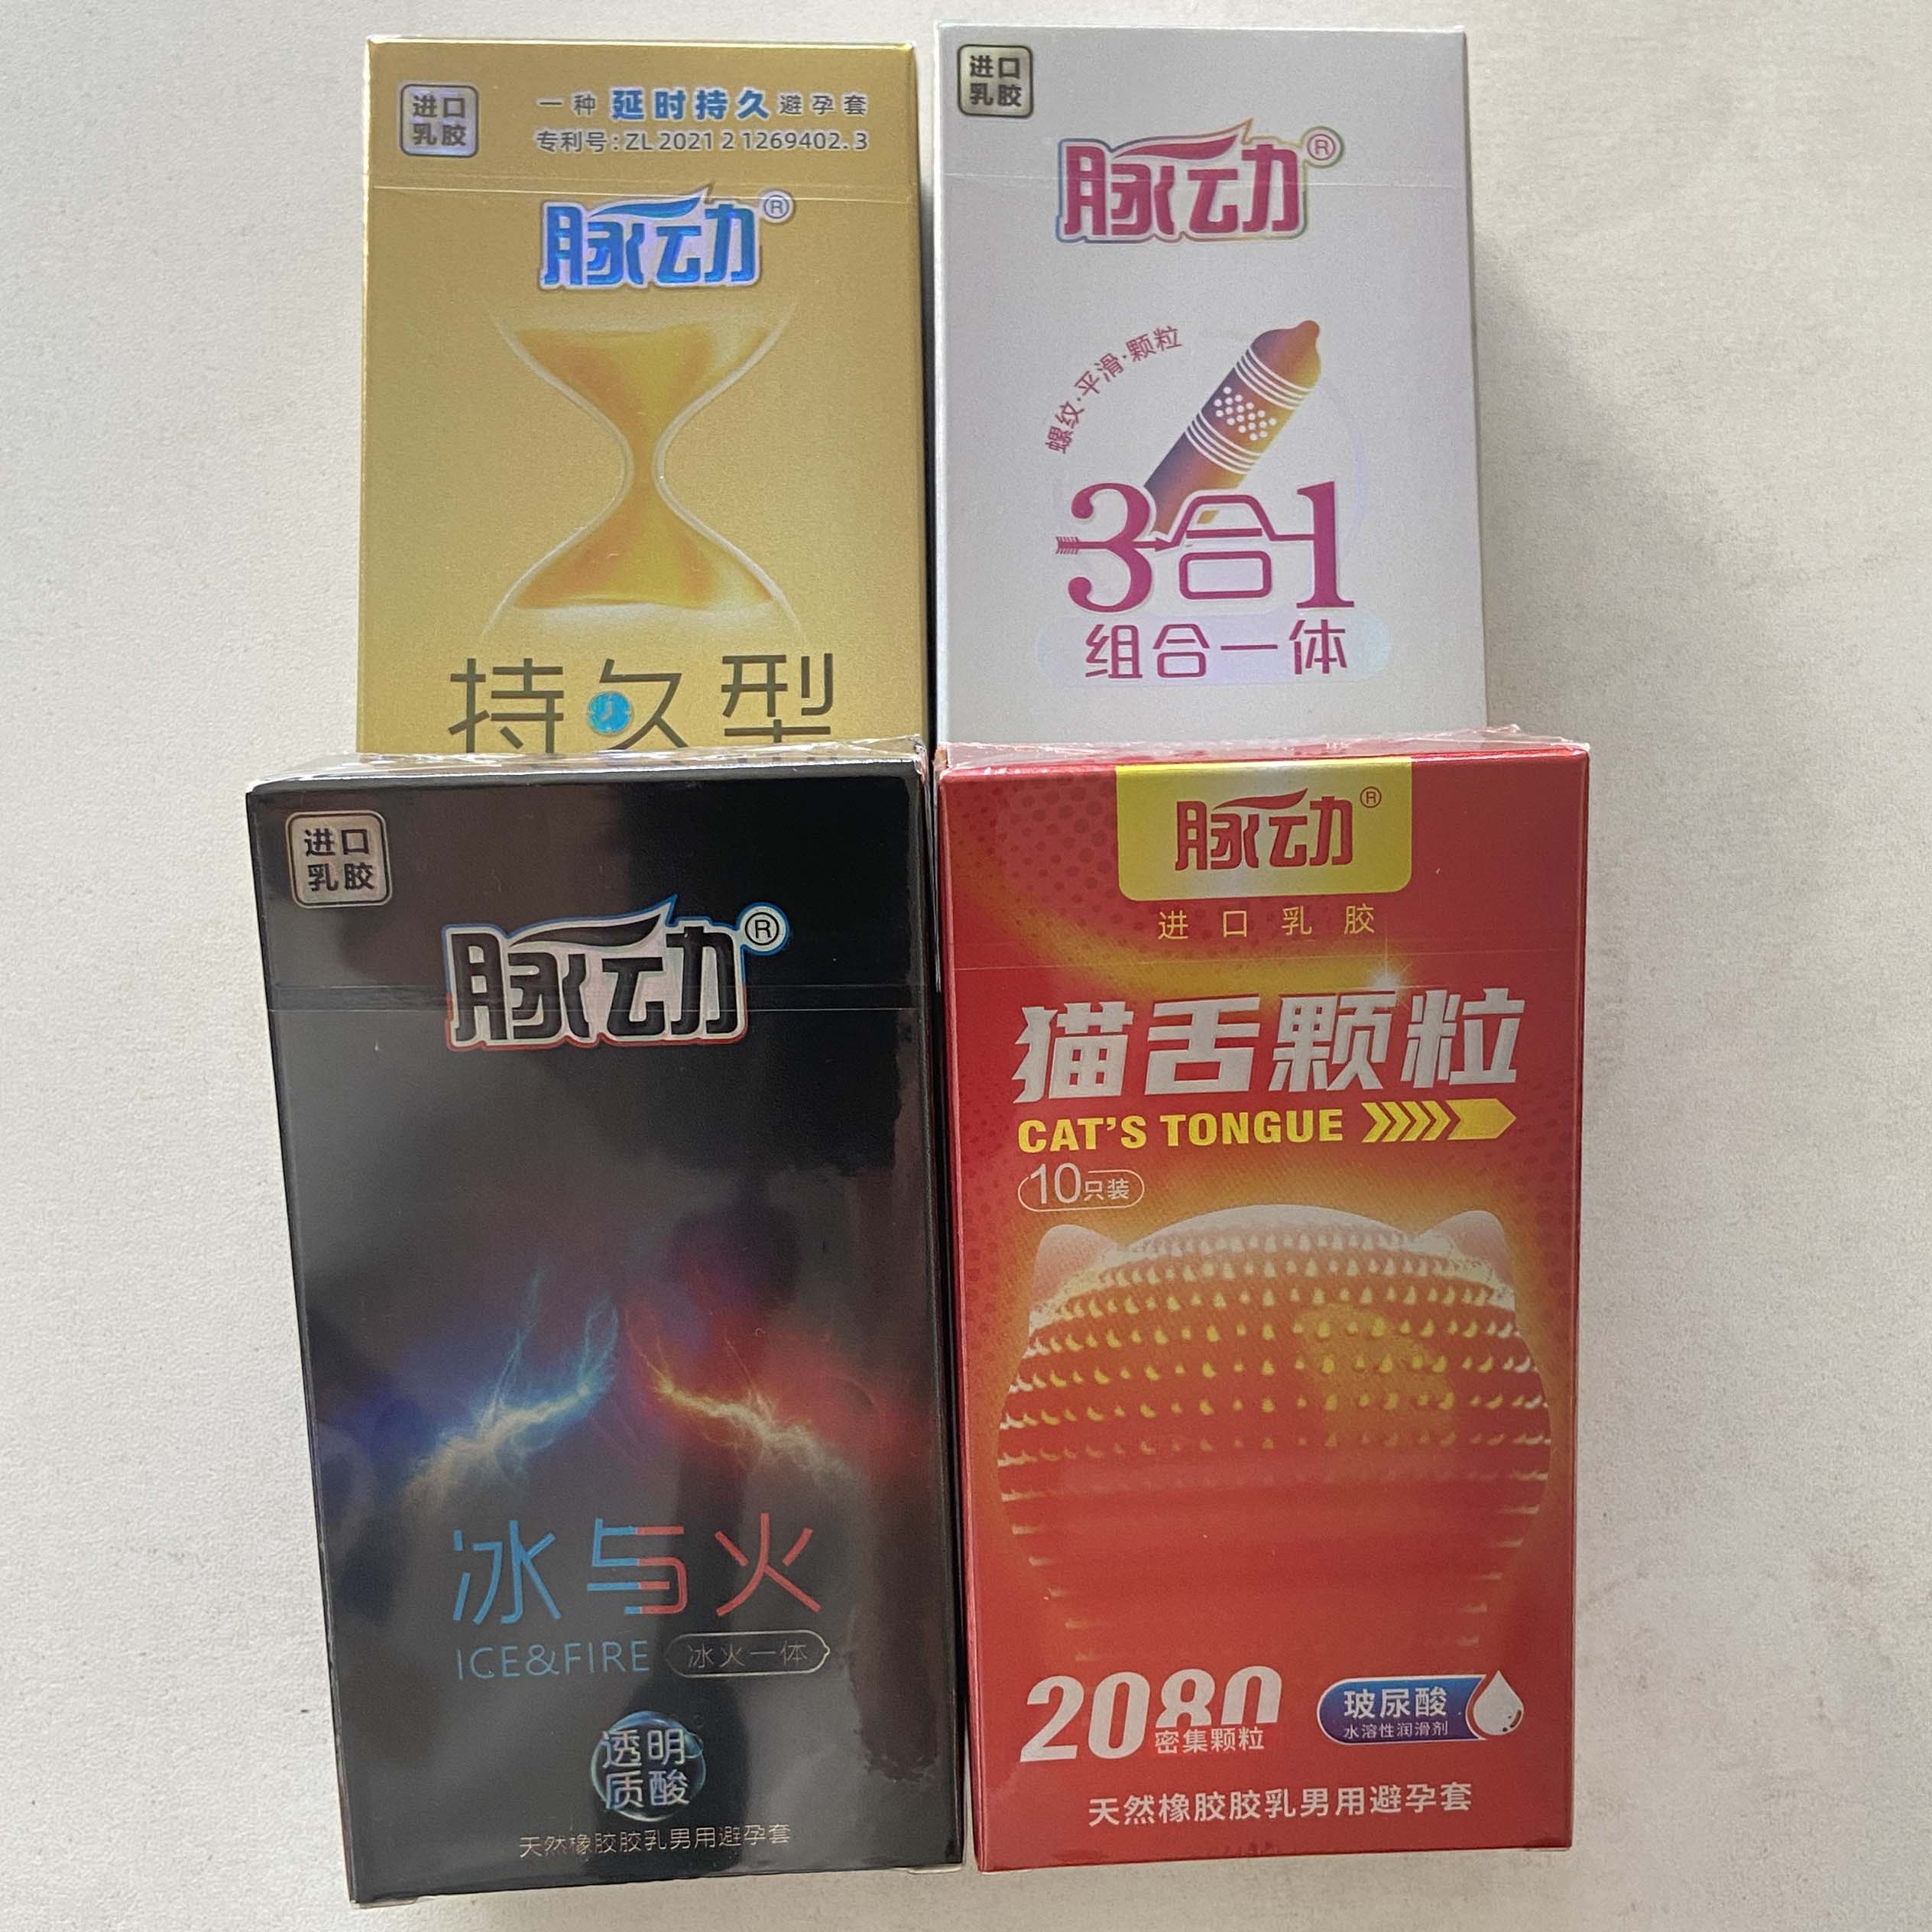 进口
乳胶
一种 延时持久 避孕套
专利号:ZL 2021 2 1269402.3
脉动®
持久型
进口
乳胶
脉动®
螺纹·平滑·颗粒
3合1
组合一体
进口
乳胶
脉动®
冰与火
ICE&FIRE 冰火一体
透明
质酸
天然橡胶胶乳男用避孕套
脉动®
进口乳胶
猫舌颗粒
CAT'S TONGUE
10只装
2080
密集颗粒
玻尿酸
水溶性润滑剂
天然橡胶胶乳男用避孕套